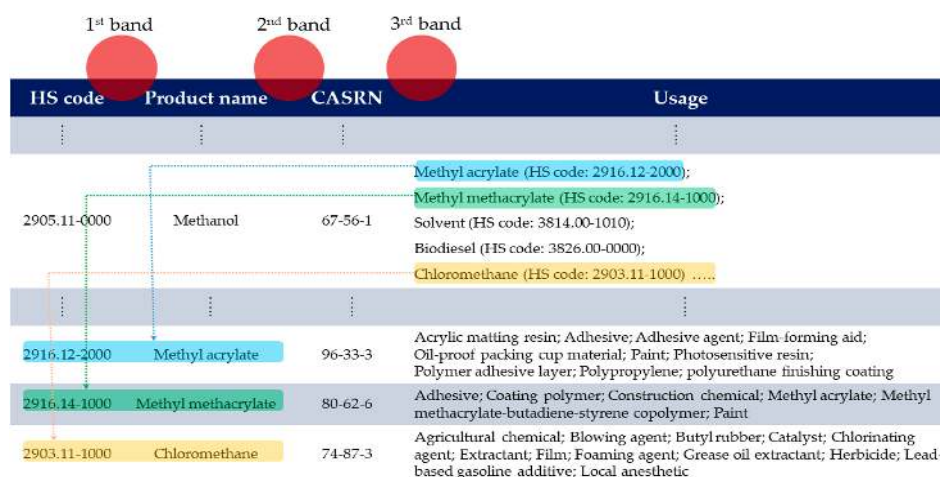 1st band 2nd band 3rd band
HS code Product name CASRN Usage
Methyl acrylate (HS code: 2916.12-2000);
Methyl methacrylate (HS code: 2916.14-1000);
2905.11-0000 Methanol 67-56-1 Solvent (HS code: 3814.00-1010);
Biodiesel (HS code: 3826.00-0000);
Chloromethane (HS code: 2903.11-1000) .....
Acrylic matting resin; Adhesive; Adhesive agent; Film-forming aid;
2916.12-2000 Methyl acrylate 96-33-3 Oil-proof packing cup material; Paint; Photosensitive resin;
Polymer adhesive layer; Polypropylene; polyurethane finishing coating
2916.14-1000 Methyl methacrylate 80-62-6 Adhesive; Coating polymer; Construction chemical; Methyl acrylate; Methyl
methacrylate-butadiene-styrene copolymer; Paint
Agricultural chemical; Blowing agent; Butyl rubber; Catalyst; Chlorinating
2903.11-1000 Chloromethane 74-87-3 agent; Extractant; Film; Foaming agent; Grease oil extractant; Herbicide; Lead-
based gasoline additive; Local anesthetic